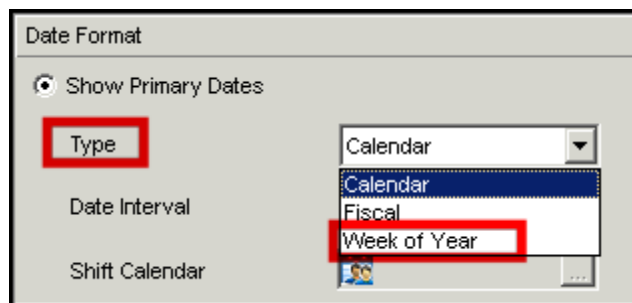 Date Format
Show Primary Dates
Type Calendar
Calendar
Date Interval Fiscal
Week of Year
Shift Calendar ...